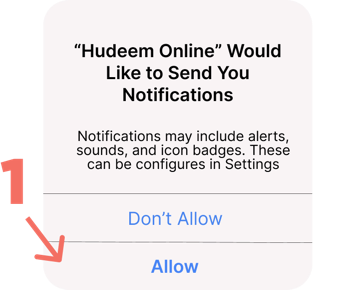 “Hudeem Online” Would
Like to Send You
Notifications
Notifications may include alerts,
sounds, and icon badges. These
can be configures in Settings
Don’t Allow
1
Allow